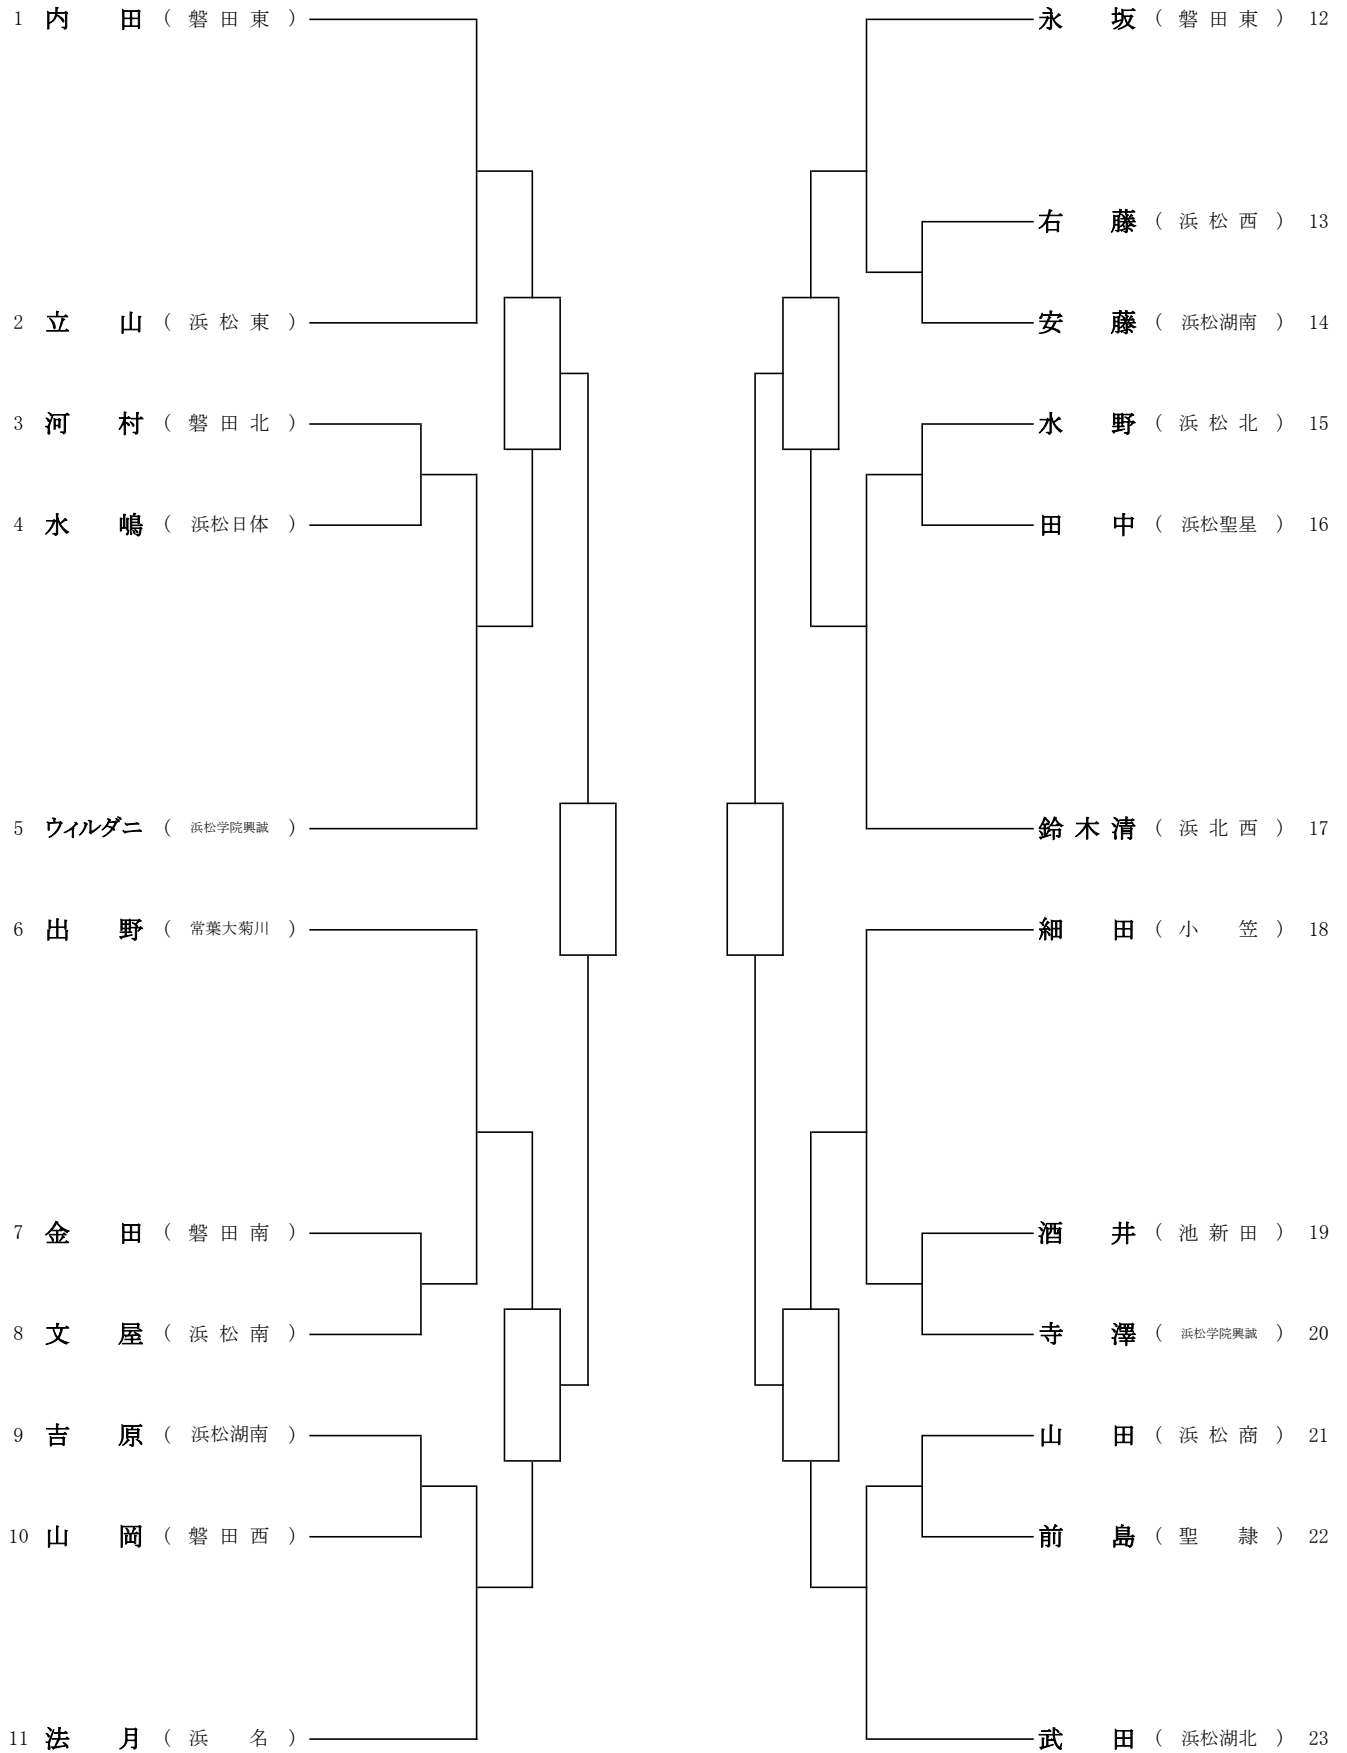 1 内田 ( 磐田東 )
2 立山 ( 浜松東 )
3 河村 ( 磐田北 )
4 水嶋 ( 浜松日体 )
5 ウィルダニ ( 浜松学院興誠 )
6 出野 ( 常葉大菊川 )
7 金田 ( 磐田南 )
8 文屋 ( 浜松南 )
9 吉原 ( 浜松湖南 )
10 山岡 ( 磐田西 )
11 法月 ( 浜名 )
永坂 ( 磐田東 ) 12
右藤 ( 浜松西 ) 13
安藤 ( 浜松湖南 ) 14
水野 ( 浜松北 ) 15
田中 ( 浜松聖星 ) 16
鈴木清 ( 浜北西 ) 17
細田 ( 小笠 ) 18
酒井 ( 池新田 ) 19
寺澤 ( 浜松学院興誠 ) 20
山田 ( 浜松商 ) 21
前島 ( 聖隷 ) 22
武田 ( 浜松湖北 ) 23